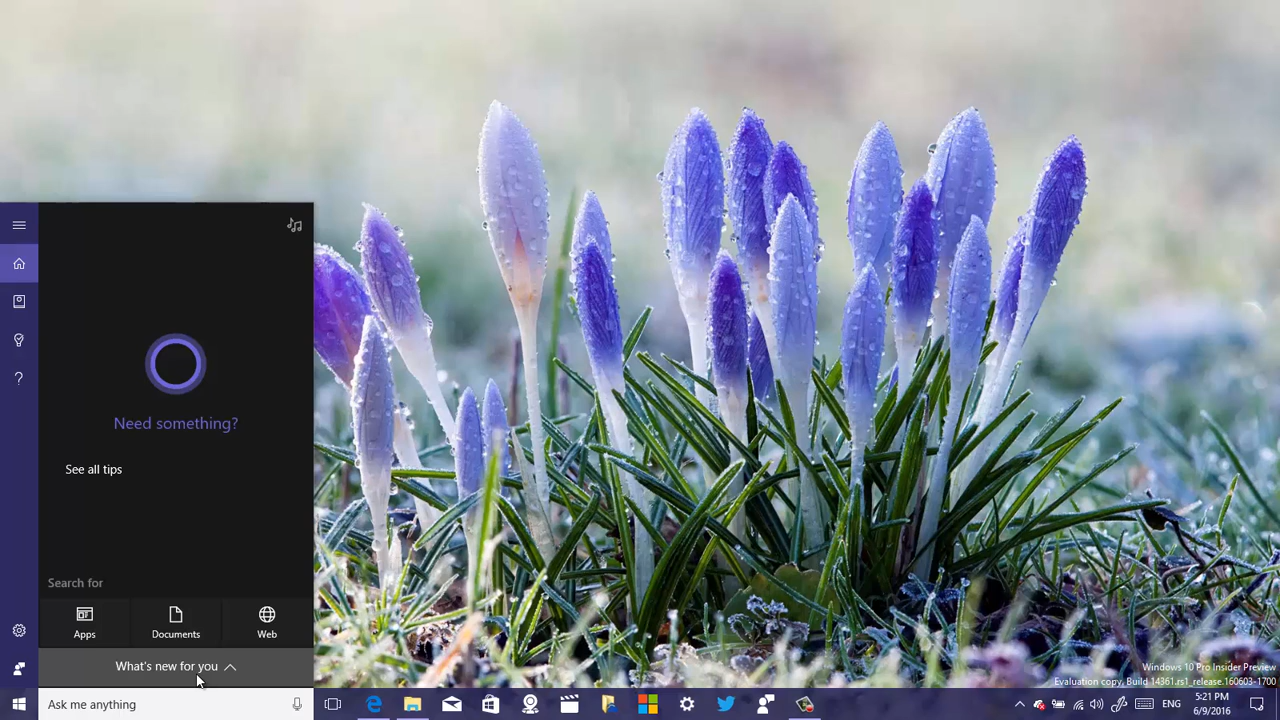 Need something?
See all tips
Search for
Apps
Documents
Web
What's new for you
Ask me anything
Windows 10 Pro Insider Preview
Evaluation copy. Build 14361.rs1_release.160603-1700
ENG
5:21 PM
6/9/2016